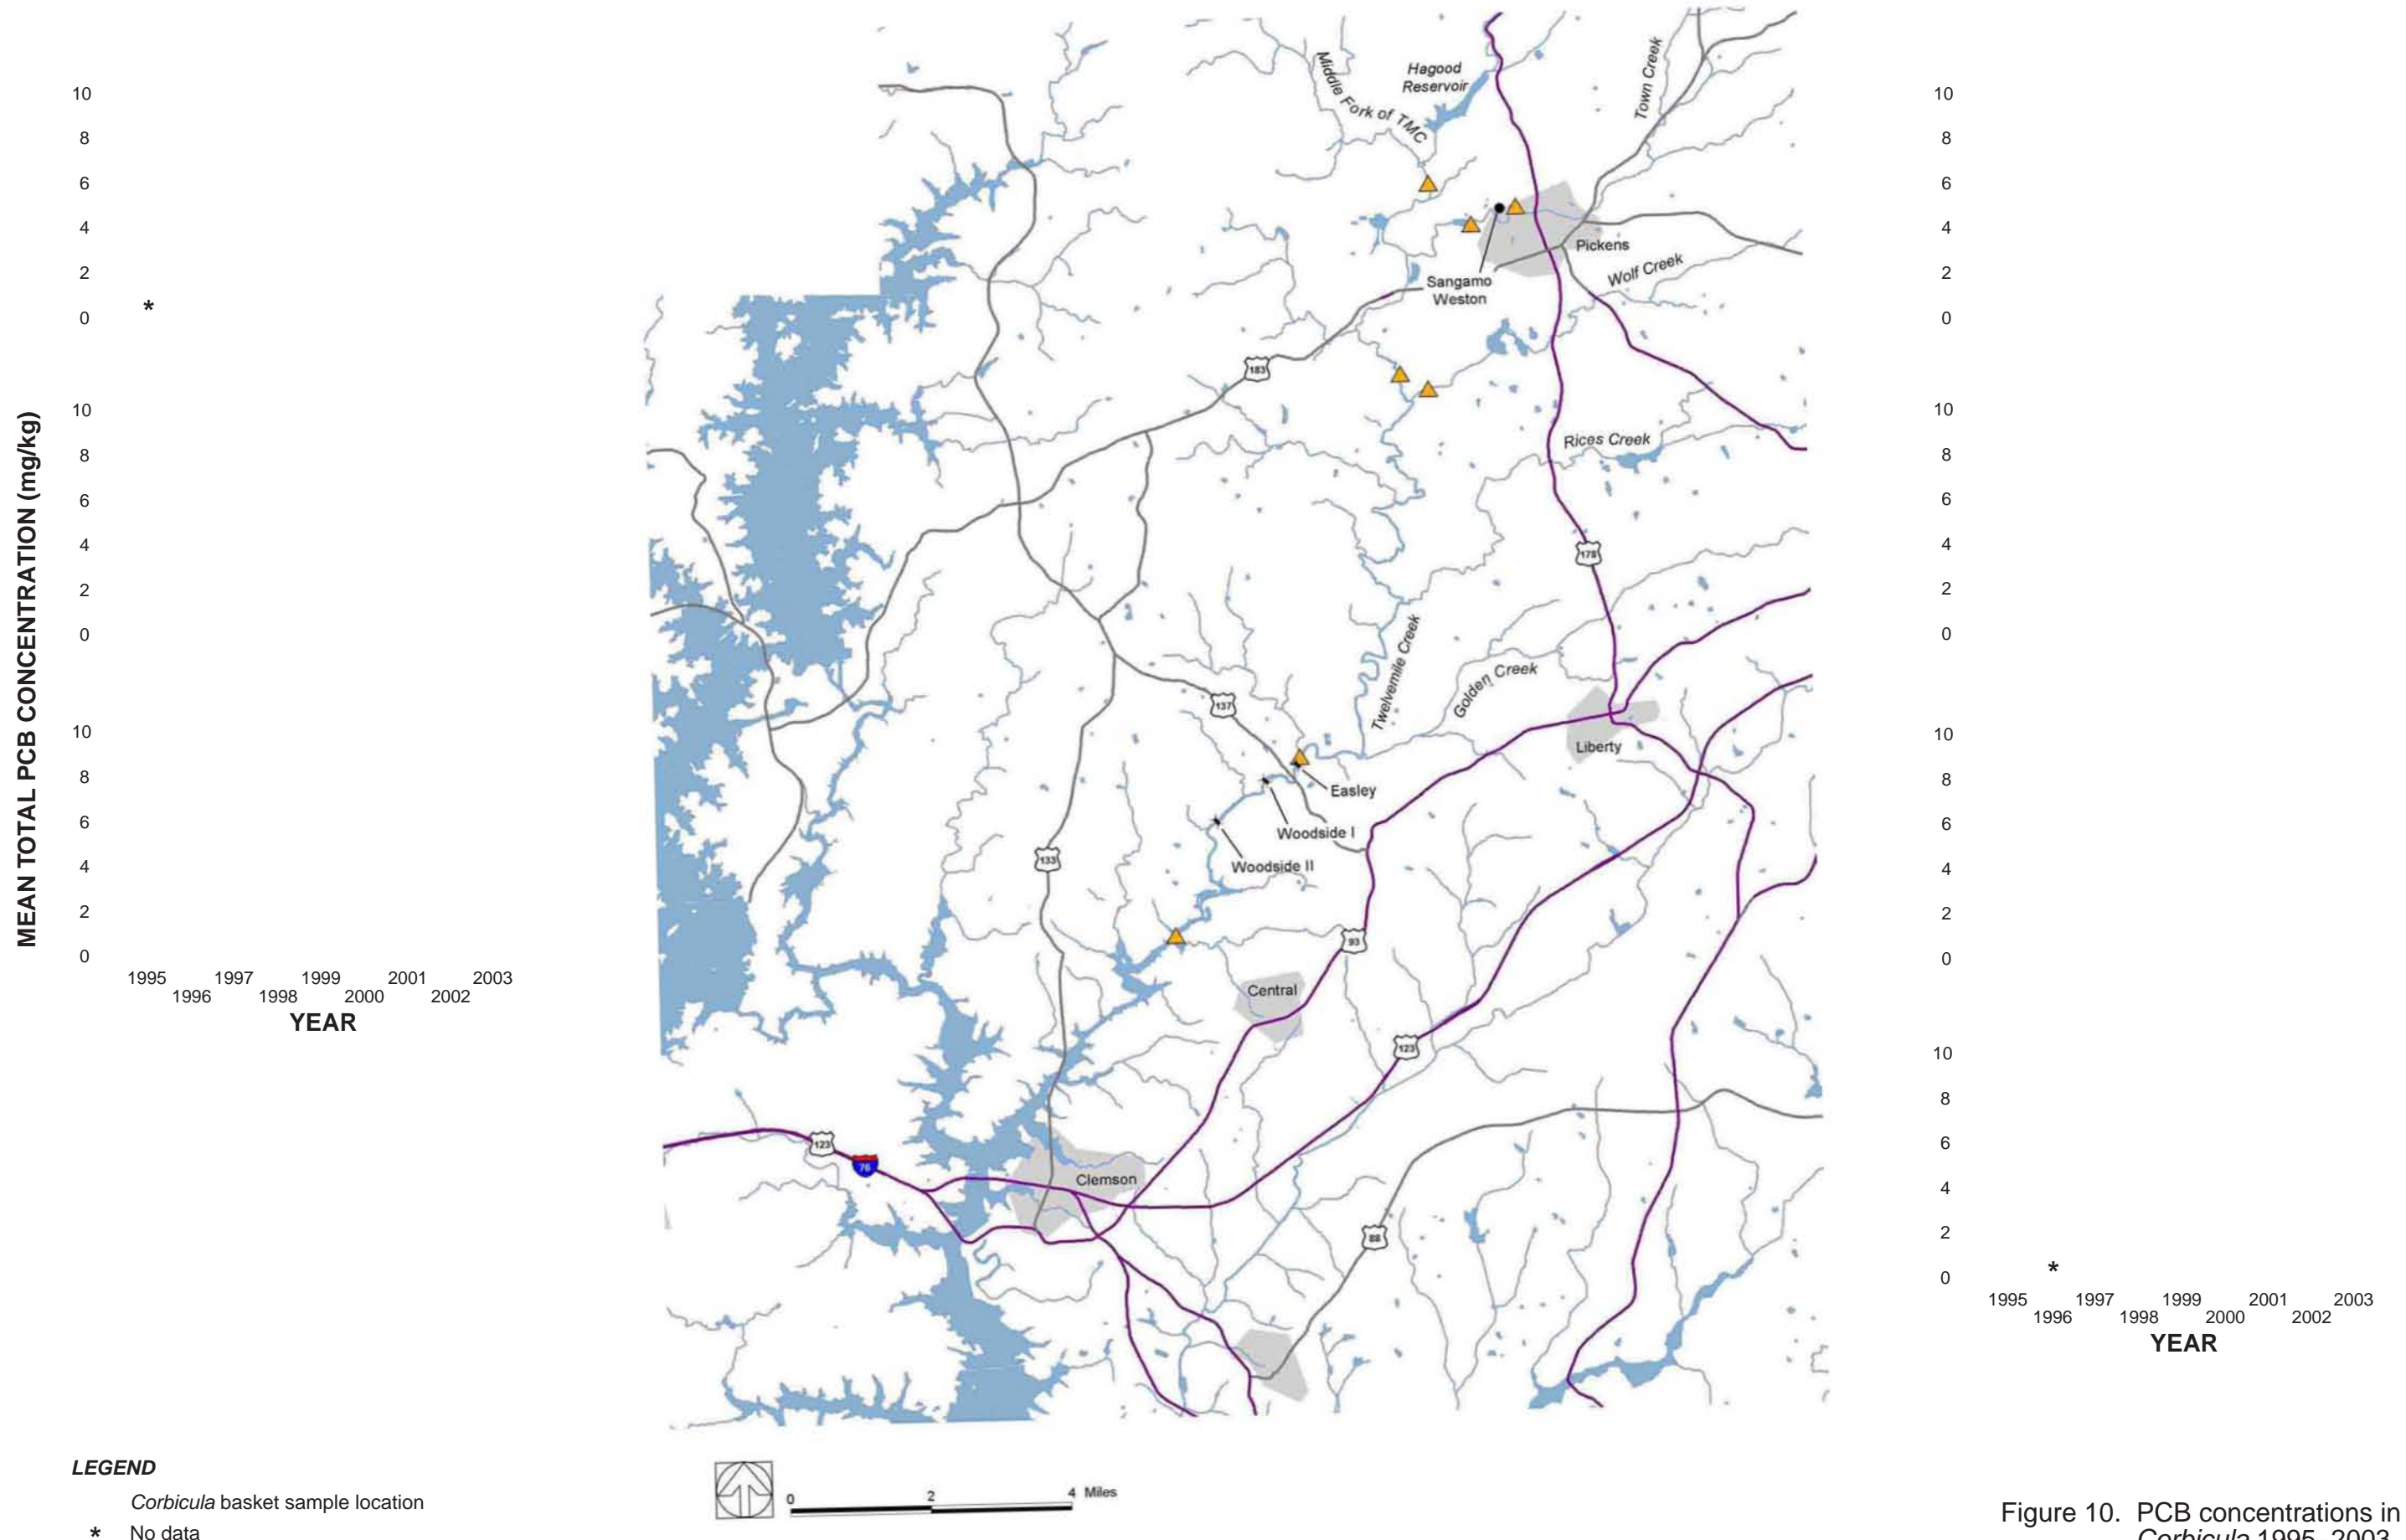 MEAN TOTAL PCB CONCENTRATION (mg/kg)
10
8
6
4
2
0
*
10
8
6
4
2
0
10
8
6
4
2
0
1995 1997 1999 2001 2003
1996 1998 2000 2002
YEAR
Middle Fork of TMC
Hagood
Reservoir
Town Creek
Pickens
Wolf Creek
Sangamo
Weston
183
Rices Creek
178
Twelvemile Creek
Golden Creek
137
Liberty
Easley
Woodside I
Woodside II
133
93
Central
123
123
76
Clemson
88
10
8
6
4
2
0
10
8
6
4
2
0
10
8
6
4
2
0
10
8
6
4
2
0
*
1995 1997 1999 2001 2003
1996 1998 2000 2002
YEAR
LEGEND
Corbicula basket sample location
* No data
0 2 4 Miles
Figure 10. PCB concentrations in
Corbicula 1995–2003